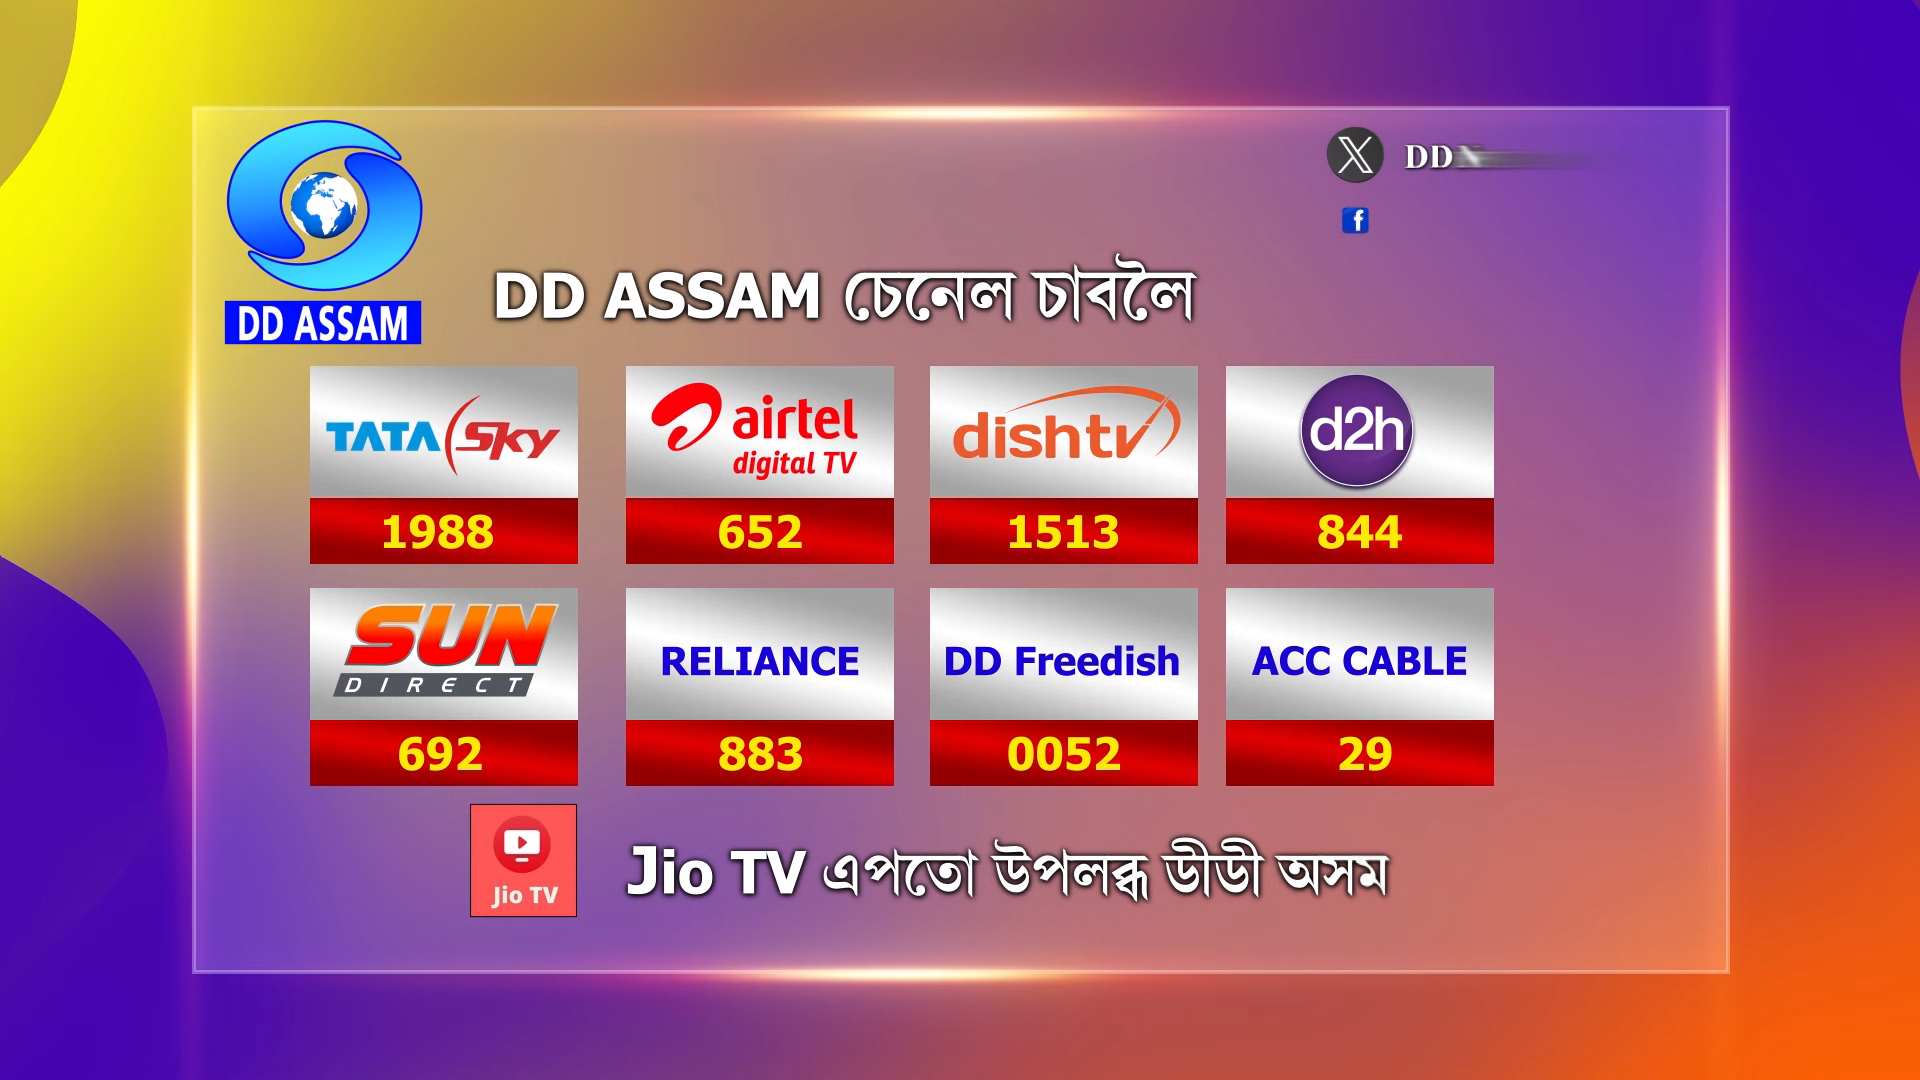 DD
DD ASSAM
DD ASSAM চেনেল চাবলৈ
TATA Sky
airtel digital TV
dishtv
d2h
1988
652
1513
844
SUN DIRECT
RELIANCE
DD Freedish
ACC CABLE
692
883
0052
29
Jio TV
Jio TV এপতো উপলব্ধ ডীডী অসম